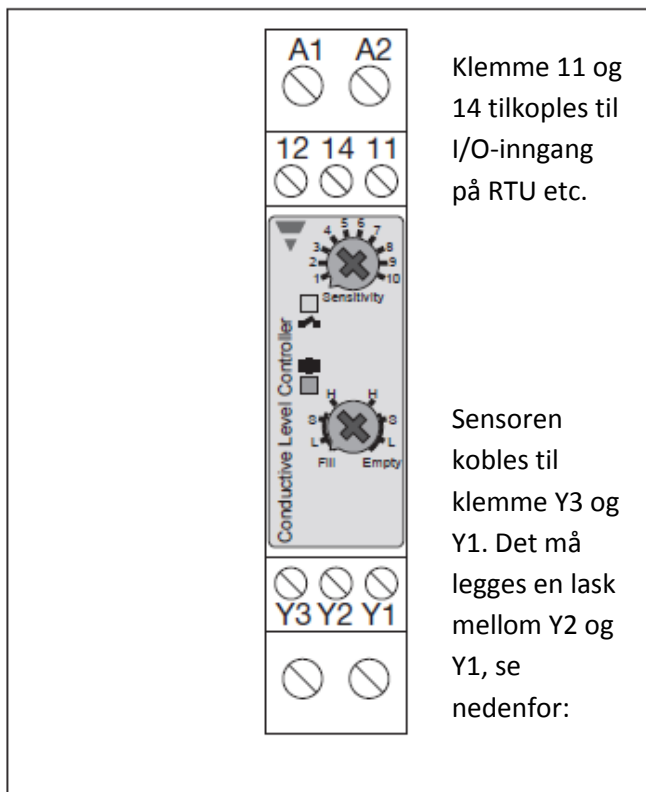 A1 A2
Klemme 11 og
14 tilkoples til
I/O-inngang
på RTU etc.
12 14 11
1 2 3 4 5 6 7 8 9 10
Sensitivity
Conductive Level Controller
H H
S S
L L
Fill Empty
Sensoren
kobles til
klemme Y3 og
Y1. Det må
legges en lask
mellom Y2 og
Y1, se
nedenfor:
Y3 Y2 Y1